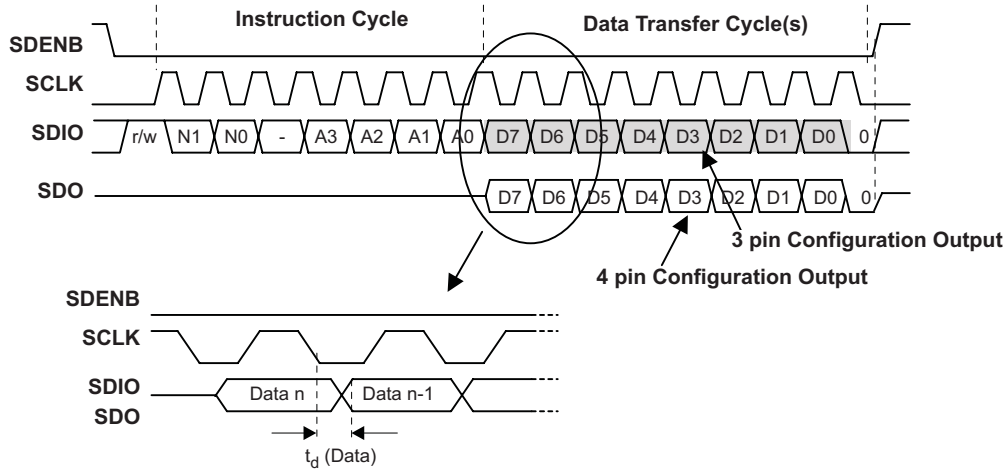 Instruction Cycle Data Transfer Cycle(s)
SDENB
SCLK
SDIO r/w N1 N0 - A3 A2 A1 A0 D7 D6 D5 D4 D3 D2 D1 D0 0
SDO D7 D6 D5 D4 D3 D2 D1 D0 0
3 pin Configuration Output
4 pin Configuration Output
SDENB
SCLK
SDIO
SDO
Data n Data n-1
td (Data)